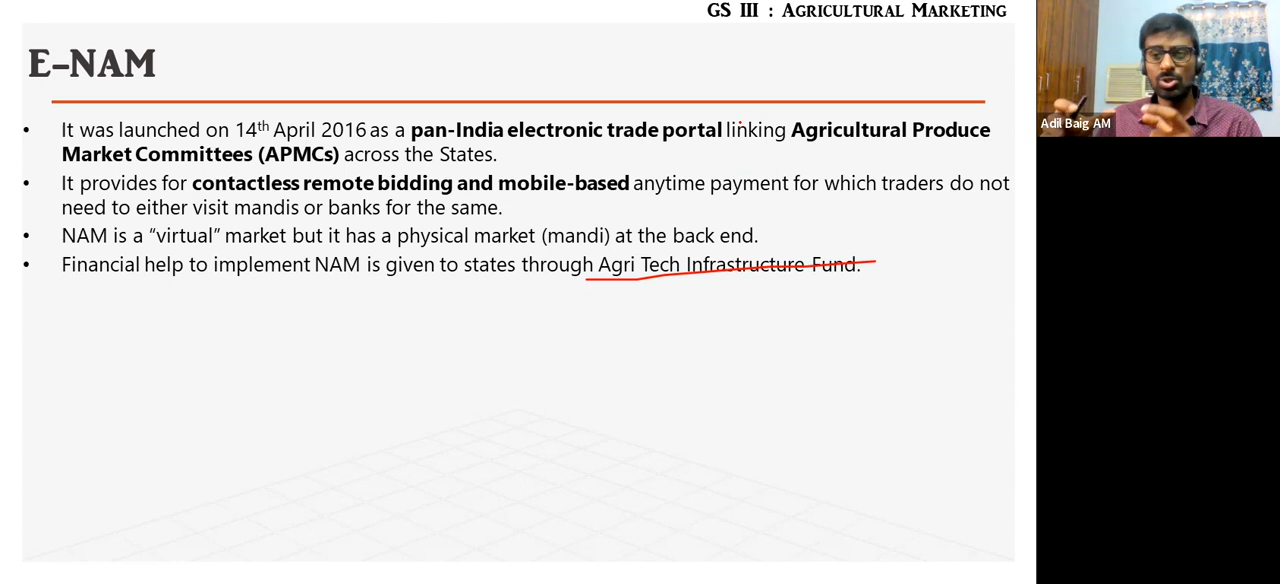 GS III : Agricultural Marketing
E-NAM
• It was launched on 14th April 2016 as a pan-India electronic trade portal linking Agricultural Produce
Market Committees (APMCs) across the States.
• It provides for contactless remote bidding and mobile-based anytime payment for which traders do not
need to either visit mandis or banks for the same.
• NAM is a “virtual” market but it has a physical market (mandi) at the back end.
• Financial help to implement NAM is given to states through Agri Tech Infrastructure Fund.
Adil Baig AM